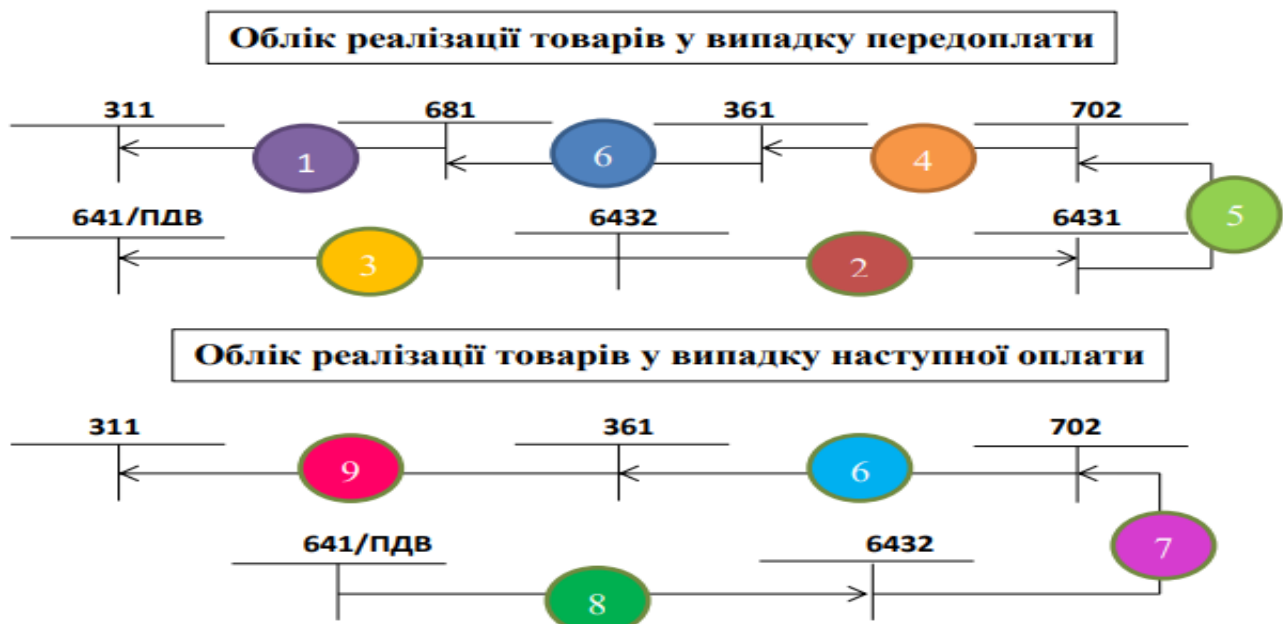 Облік реалізації товарів у випадку передоплати
311 681 361 702
1 6 4
5
641/ПДВ 6432 6431
3 2
Облік реалізації товарів у випадку наступної оплати
311 361 702
9 6
7
641/ПДВ 6432
8